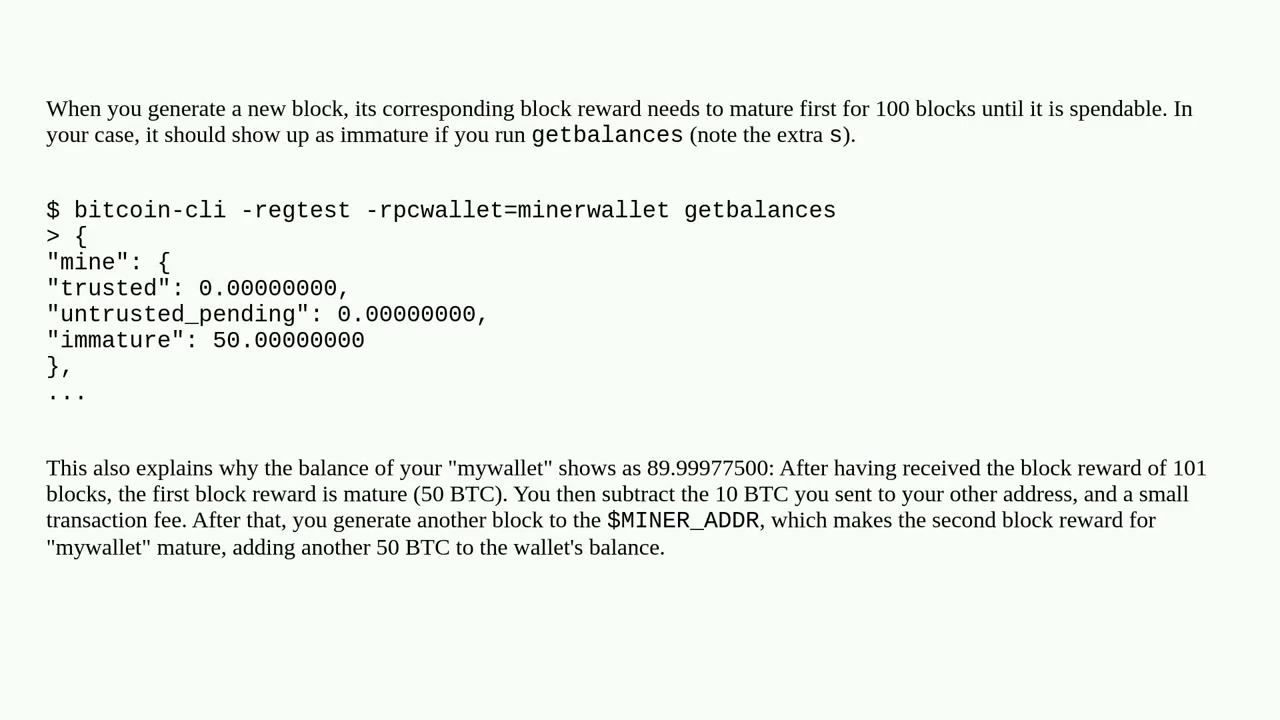 When you generate a new block, its corresponding block reward needs to mature first for 100 blocks until it is spendable. In
your case, it should show up as immature if you run getbalances (note the extra s).
$ bitcoin-cli -regtest -rpcwallet=minerwallet getbalances
> {
"mine": {
"trusted": 0.00000000,
"untrusted_pending": 0.00000000,
"immature": 50.00000000
},
...
This also explains why the balance of your "mywallet" shows as 89.99977500: After having received the block reward of 101
blocks, the first block reward is mature (50 BTC). You then subtract the 10 BTC you sent to your other address, and a small
transaction fee. After that, you generate another block to the $MINER_ADDR, which makes the second block reward for
"mywallet" mature, adding another 50 BTC to the wallet's balance.